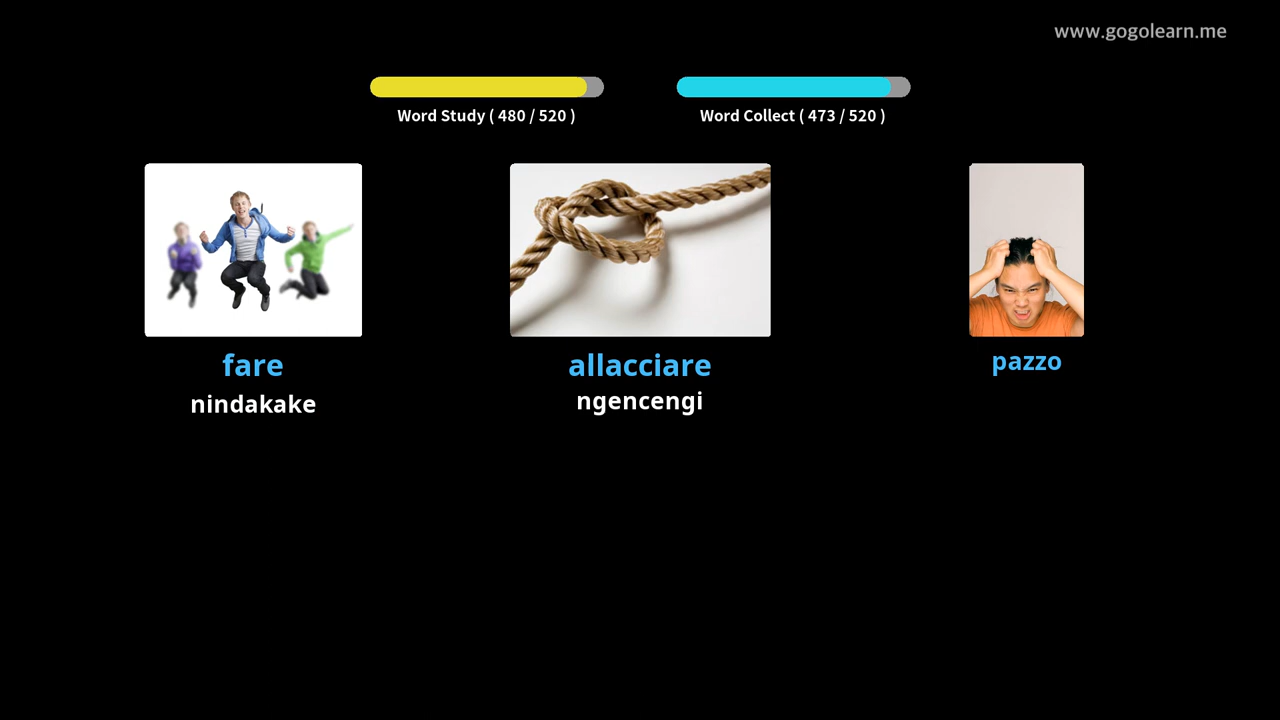 www.gogolearn.me
Word Study ( 480 / 520 )
Word Collect ( 473 / 520 )
fare
nindakake
allacciare
ngencengi
pazzo